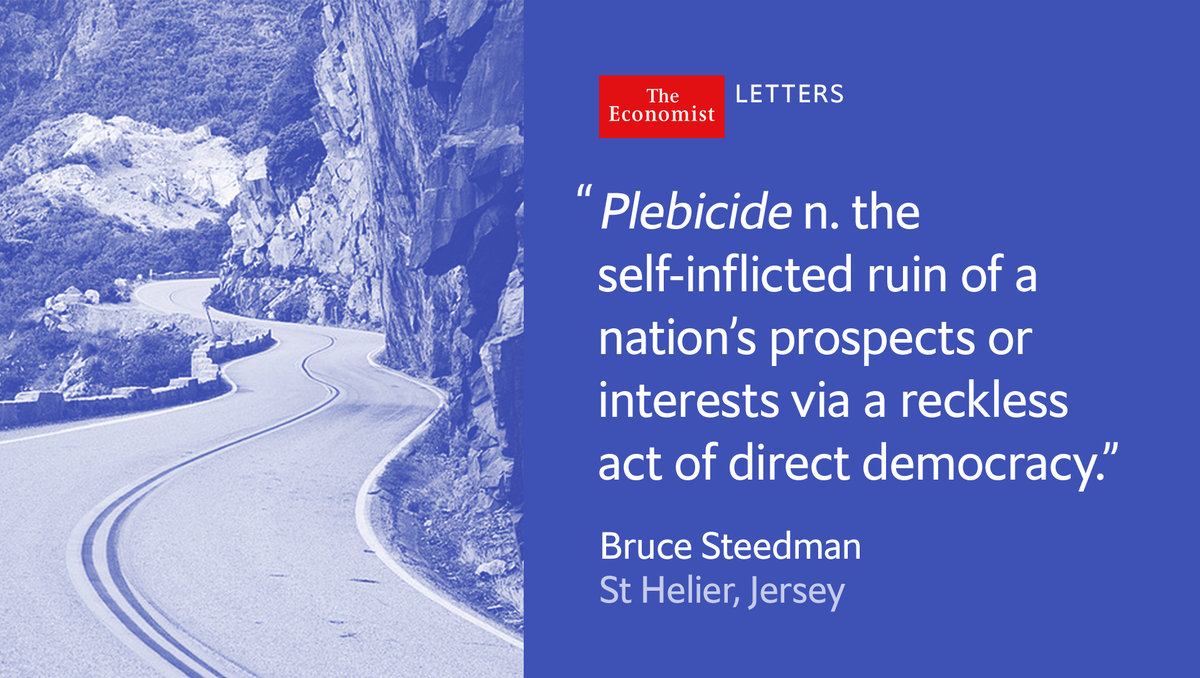 The
Economist
LETTERS
“Plebicide n. the
self-inflicted ruin of a
nation’s prospects or
interests via a reckless
act of direct democracy.”
Bruce Steedman
St Helier, Jersey